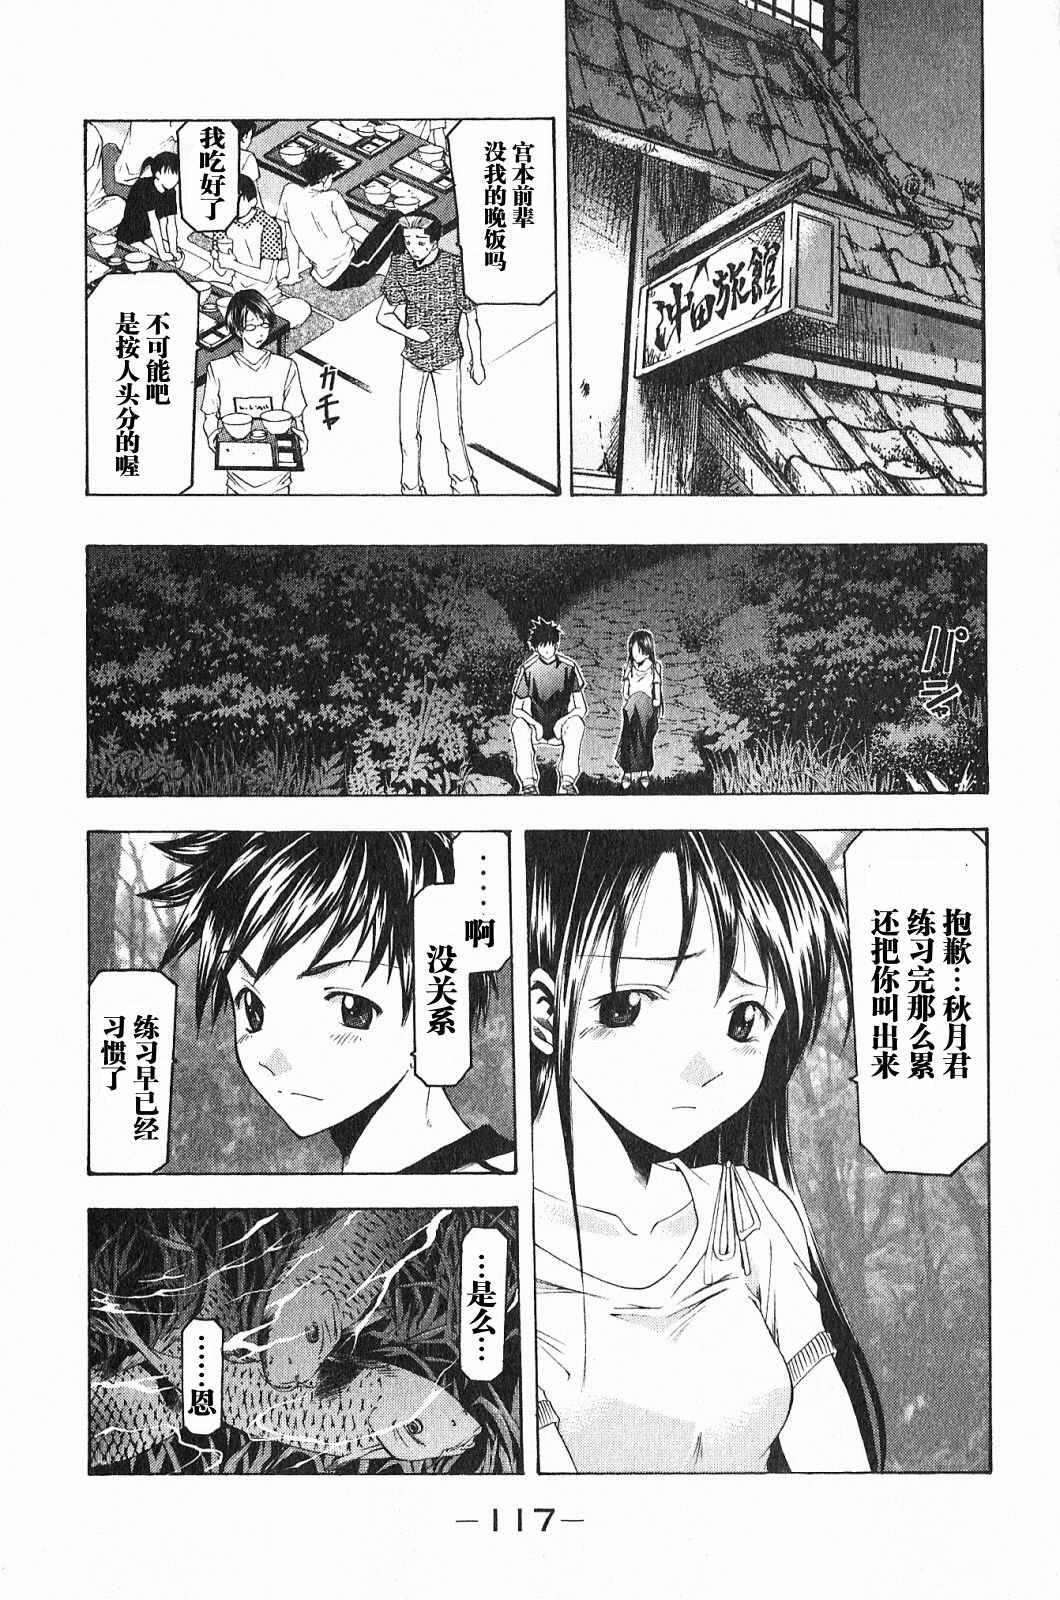 沖田旅館
宮本前辈
没我的晚饭吗
我吃好了
不可能吧
是按人头分的喔
ガチャ
パシャ
抱歉…秋月君
练习完那么累
还把你叫出来
……啊
没关系
练习早已经
习惯了
…是么…
……恩
—117—